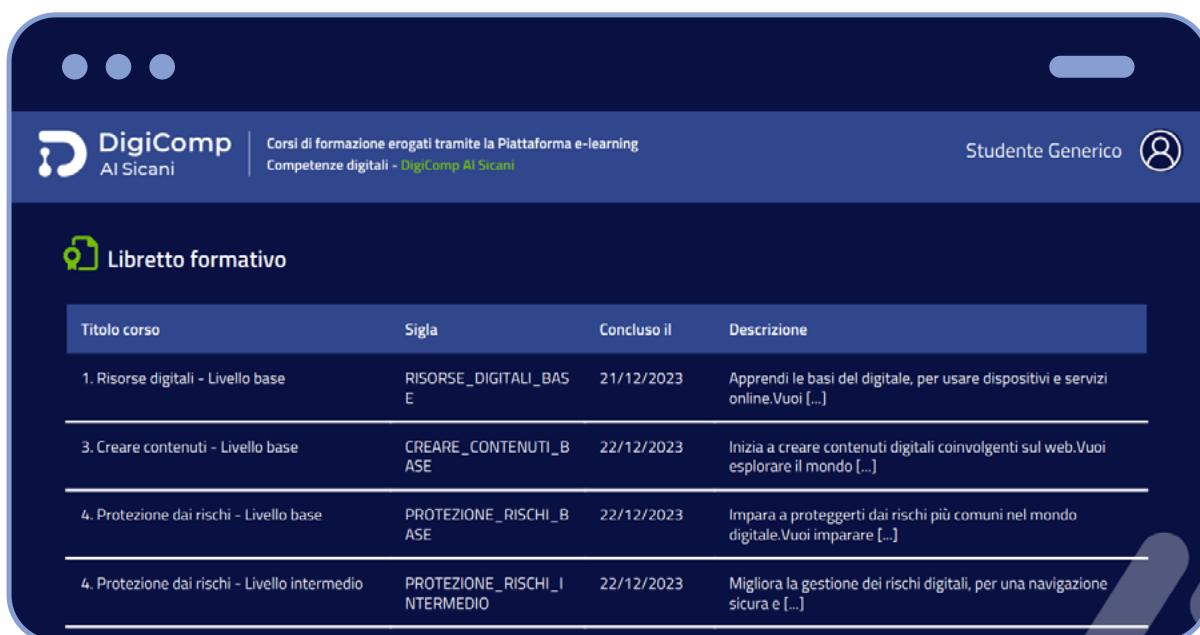 DigiComp
AI Sicani
Corsi di formazione erogati tramite la Piattaforma e-learning
Competenze digitali - DigiComp AI Sicani
Studente Generico
Libretto formativo
Titolo corso Sigla Concluso il Descrizione
1. Risorse digitali - Livello base RISORSE_DIGITALI_BAS 21/12/2023 Apprendi le basi del digitale, per usare dispositivi e servizi
E online.Vuoi [...]
3. Creare contenuti - Livello base CREARE_CONTENUTI_B 22/12/2023 Inizia a creare contenuti digitali coinvolgenti sul web.Vuoi
ASE esplorare il mondo [...]
4. Protezione dai rischi - Livello base PROTEZIONE_RISCHI_B 22/12/2023 Impara a proteggerti dai rischi più comuni nel mondo
ASE digitale.Vuoi imparare [...]
4. Protezione dai rischi - Livello intermedio PROTEZIONE_RISCHI_I 22/12/2023 Migliora la gestione dei rischi digitali, per una navigazione
NTERMEDIO sicura e [...]